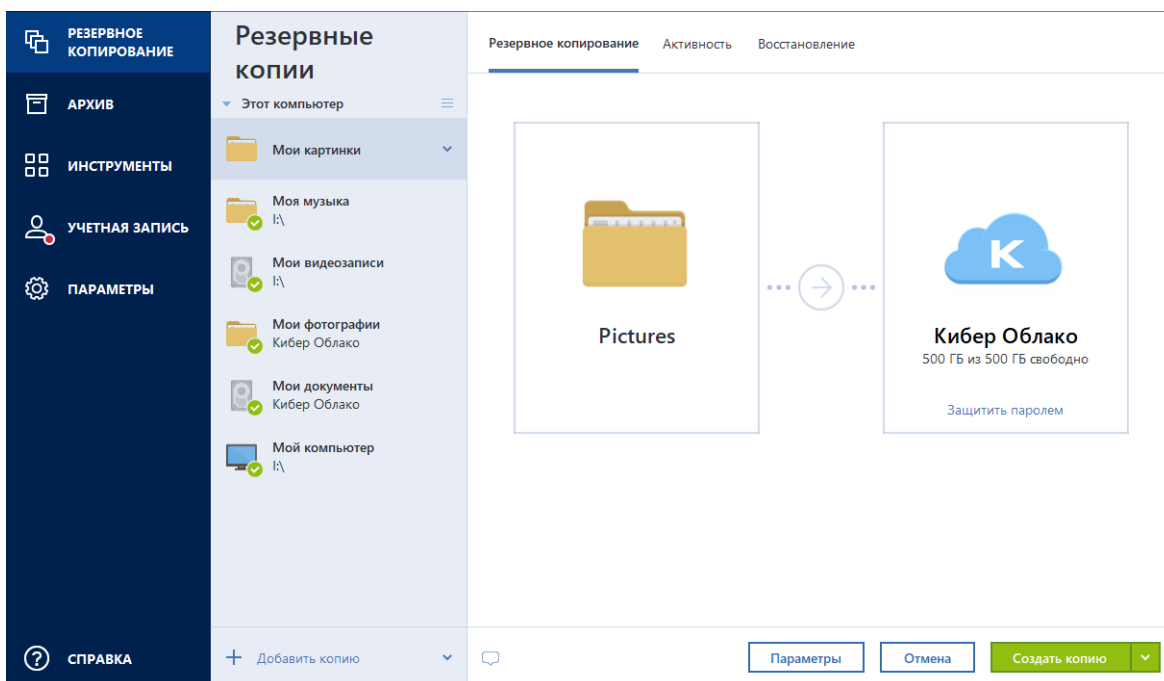 РЕЗЕРВНОЕ
КОПИРОВАНИЕ
АРХИВ
ИНСТРУМЕНТЫ
УЧЕТНАЯ ЗАПИСЬ
ПАРАМЕТРЫ
СПРАВКА
Резервные
копии
Этот компьютер
Мои картинки
Моя музыка
I:\
Мои видеозаписи
I:\
Мои фотографии
Кибер Облако
Мои документы
Кибер Облако
Мой компьютер
I:\
Добавить копию
Резервное копирование Активность Восстановление
Pictures
K
Кибер Облако
500 ГБ из 500 ГБ свободно
Защитить паролем
Параметры Отмена Создать копию